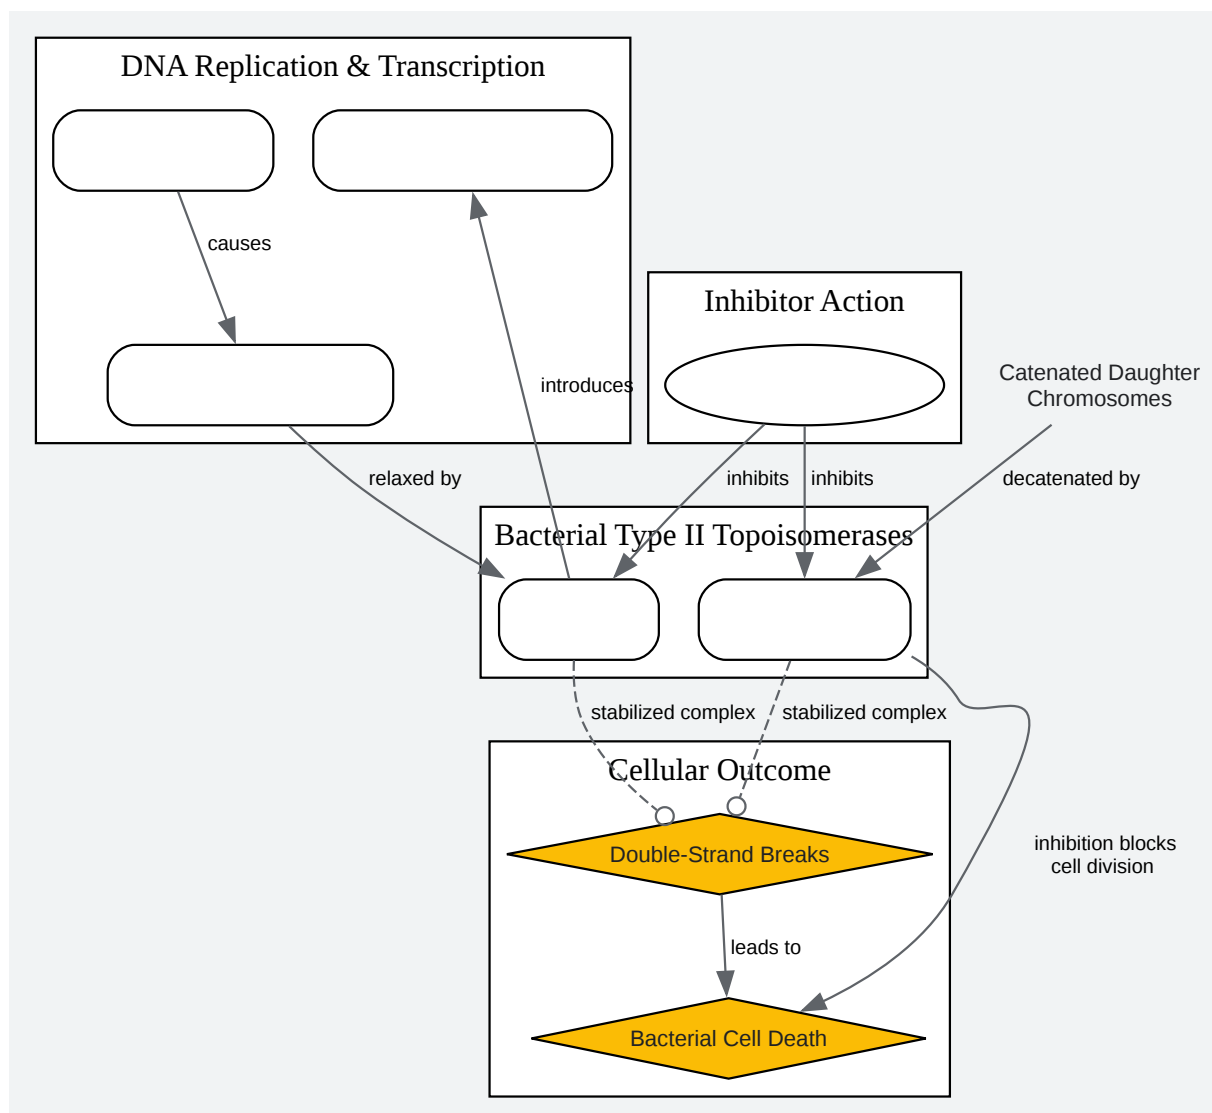 DNA Replication & Transcription
causes
Inhibitor Action
introduces
Catenated Daughter
Chromosomes
relaxed by
inhibits
inhibits
decatenated by
Bacterial Type II Topoisomerases
stabilized complex
stabilized complex
Cellular Outcome
Double-Strand Breaks
inhibition blocks
cell division
leads to
Bacterial Cell Death